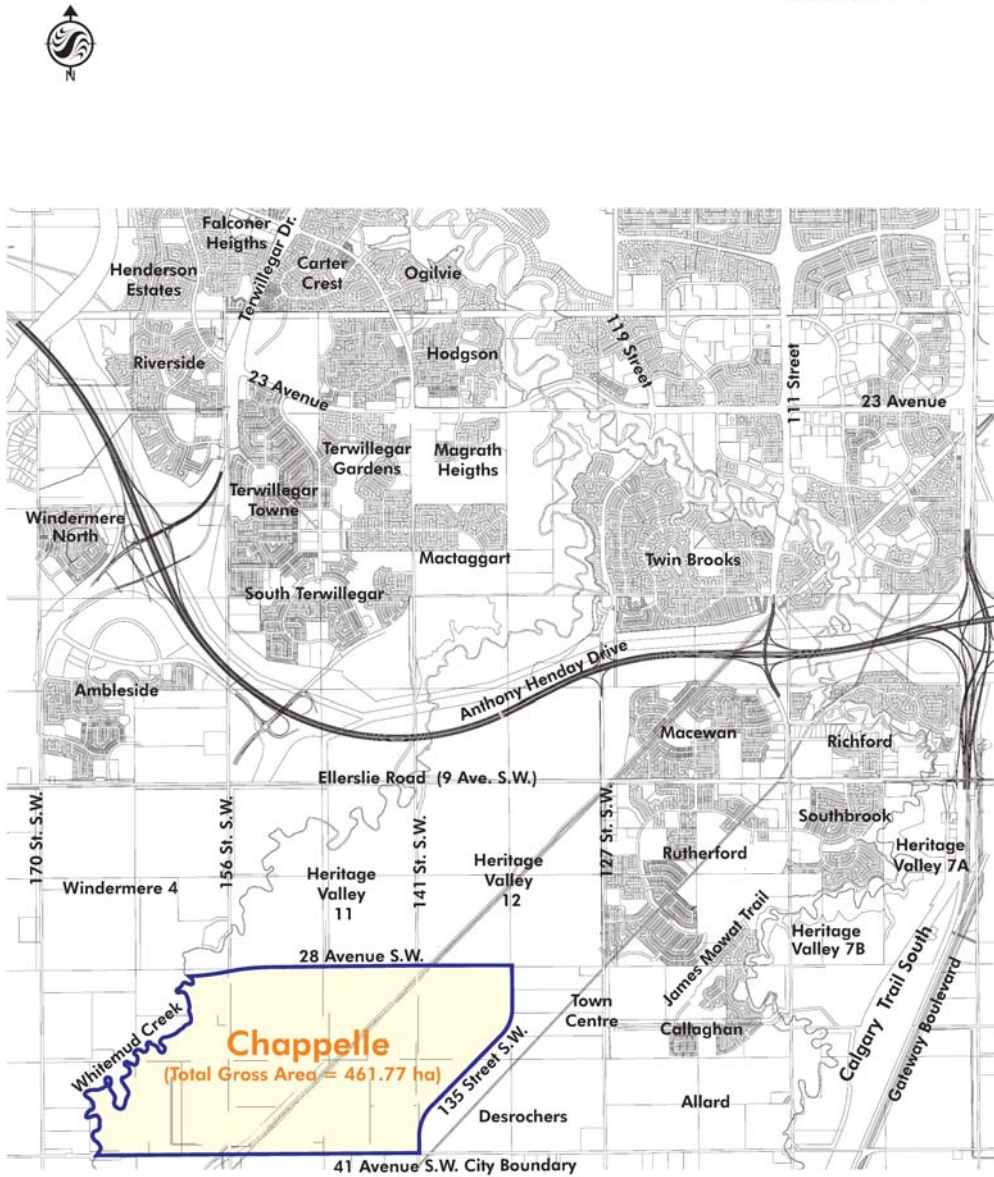 N
Falconer
Heigths
Terwillegar Dr.
Carter
Crest
Henderson
Estates
Ogilvie
Riverside
Hodgson
119 Street
111 Street
23 Avenue
23 Avenue
Terwillegar
Gardens
Magrath
Heigths
Terwillegar
Towne
Windermere
North
Mactaggart
Twin Brooks
South Terwillegar
Anthony Henday Drive
Ambleside
Macewan
Richford
Ellerslie Road (9 Ave. S.W.)
170 St. S.W.
156 St. S.W.
141 St. S.W.
127 St. S.W.
Southbrook
Rutherford
Heritage
Valley 7A
Windermere 4
Heritage
Valley
11
Heritage
Valley
12
James Mowat Trail
Heritage
Valley 7B
28 Avenue S.W.
Calgary Trail South
Gateway Boulevard
Town
Centre
Whitemud Creek
Callaghan
Chappelle
(Total Gross Area = 461.77 ha)
135 Street S.W.
Desrochers
Allard
41 Avenue S.W. City Boundary